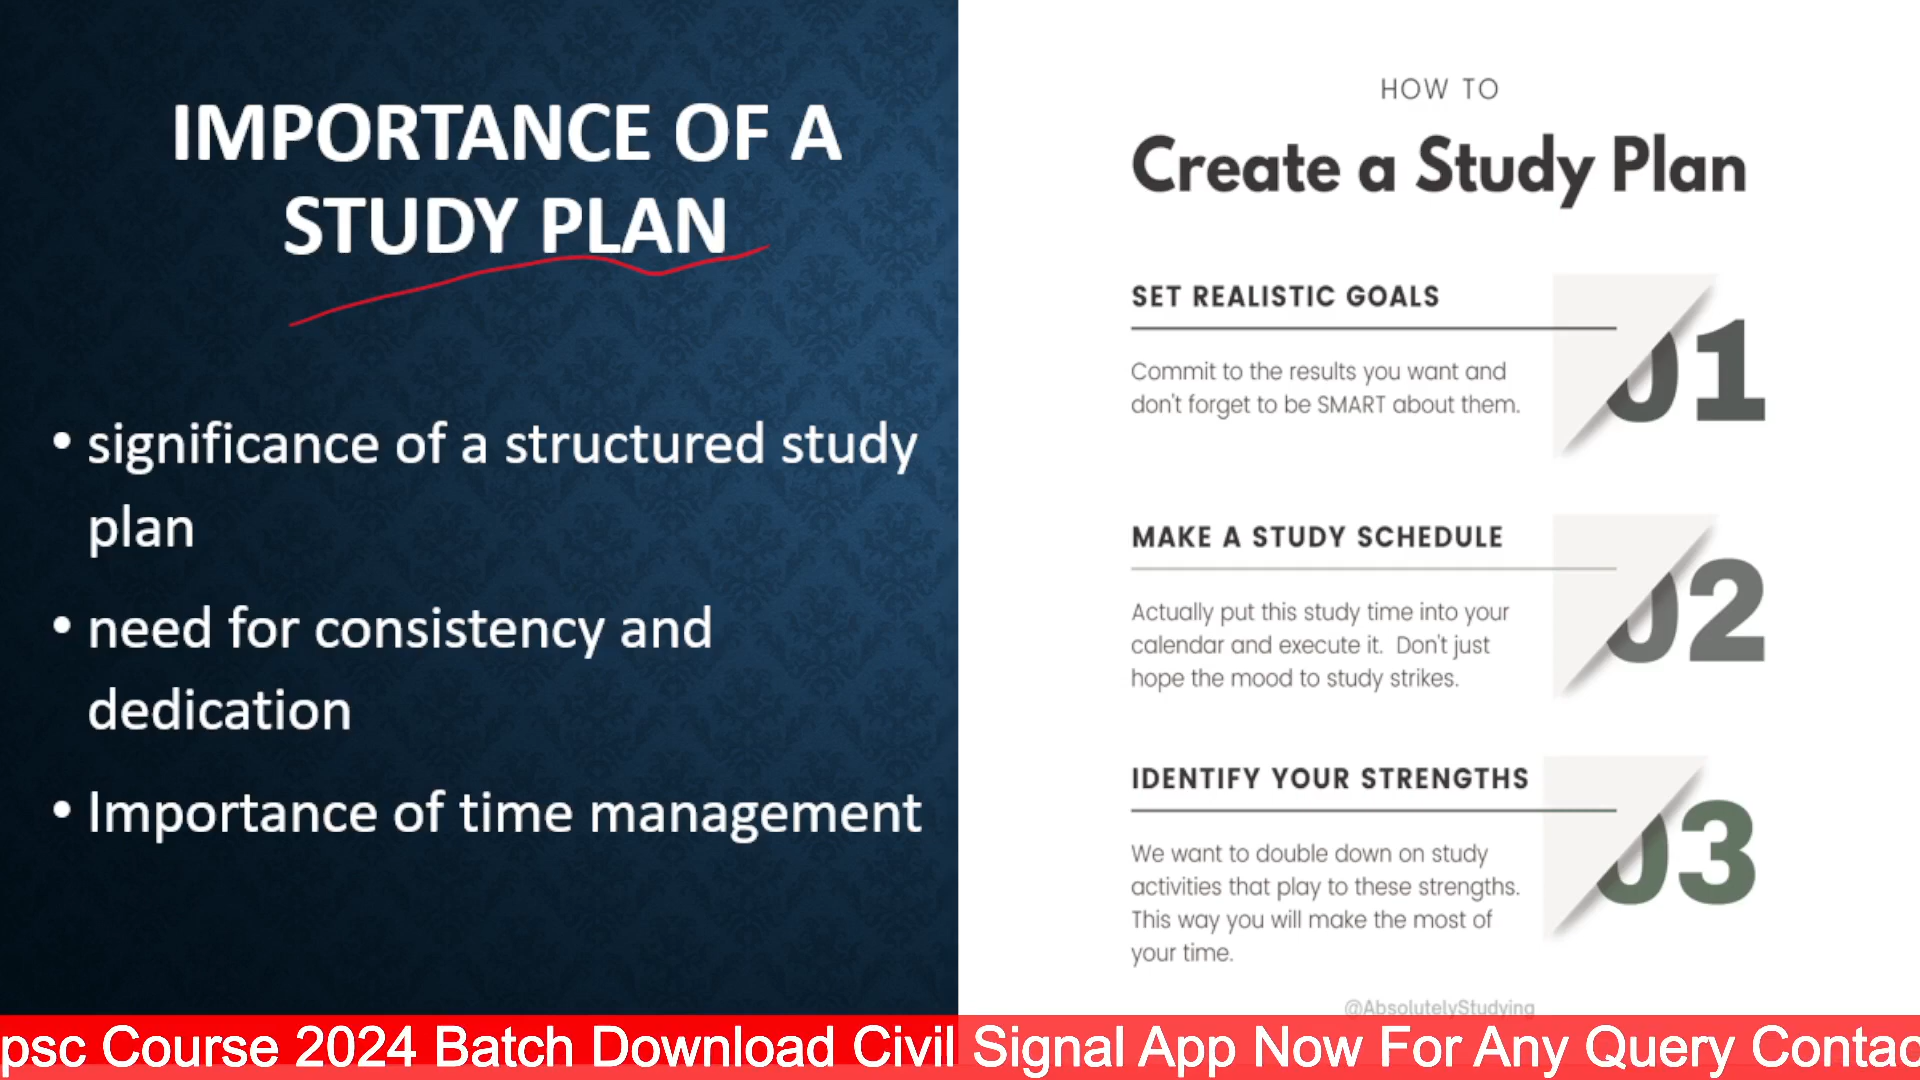 IMPORTANCE OF A
STUDY PLAN
• significance of a structured study
plan
• need for consistency and
dedication
• Importance of time management
HOW TO
Create a Study Plan
SET REALISTIC GOALS
01
Commit to the results you want and
don't forget to be SMART about them.
MAKE A STUDY SCHEDULE
02
Actually put this study time into your
calendar and execute it. Don't just
hope the mood to study strikes.
IDENTIFY YOUR STRENGTHS
03
We want to double down on study
activities that play to these strengths.
This way you will make the most of
your time.
@AbsolutelyStudying
psc Course 2024 Batch Download Civil Signal App Now For Any Query Contac